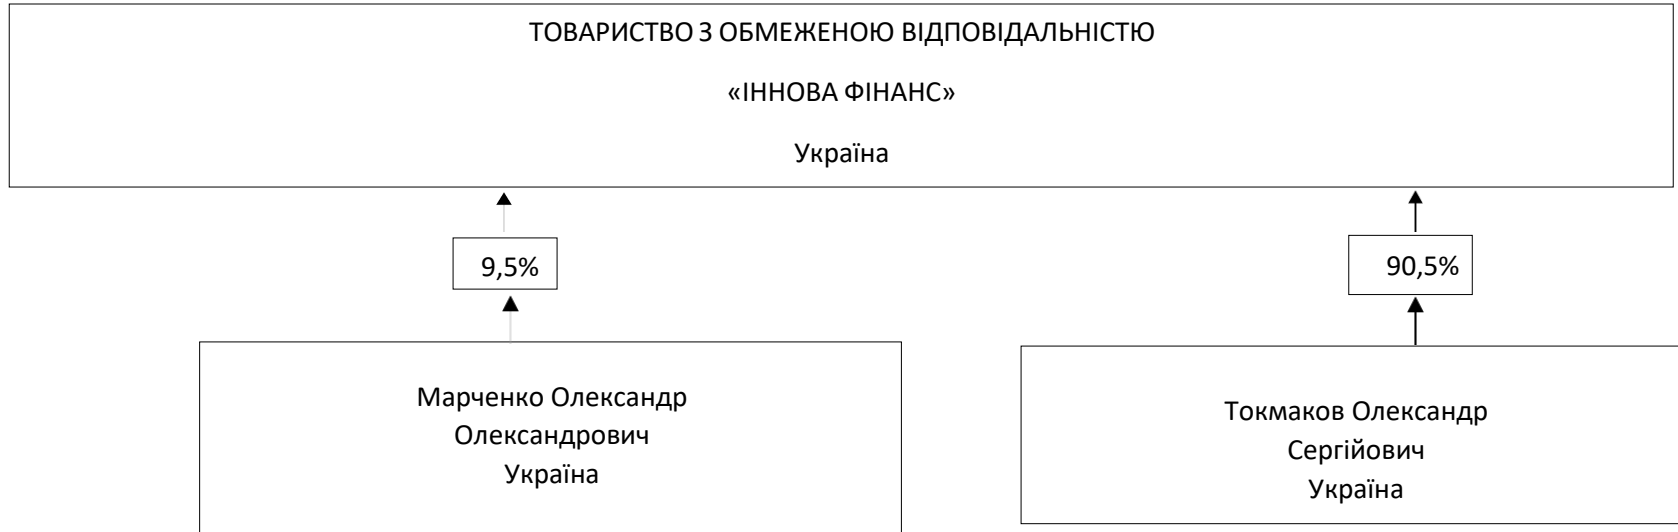 ТОВАРИСТВО З ОБМЕЖЕНОЮ ВІДПОВІДАЛЬНІСТЮ
«ІННОВА ФІНАНС»
Україна
9,5%
90,5%
Марченко Олександр
Олександрович
Україна
Токмаков Олександр
Сергійович
Україна